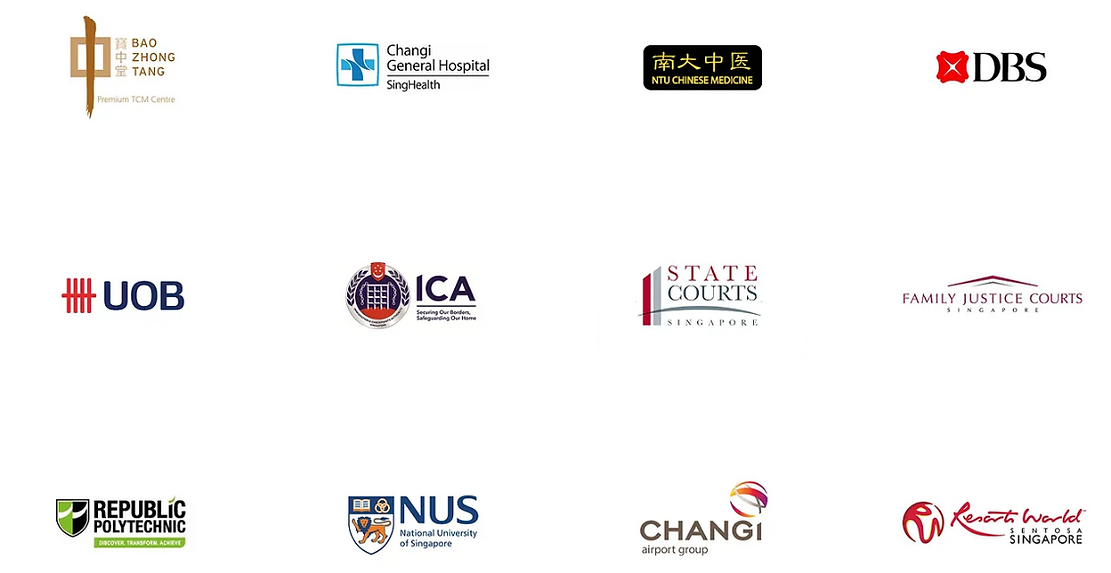 寶中堂
BAO
ZHONG
TANG
Premium TCM Centre
Changi
General Hospital
SingHealth
南大中医
NTU CHINESE MEDICINE
DBS
UOB
ICA
Securing Our Borders,
Safeguarding Our Home
STATE
COURTS
SINGAPORE
FAMILY JUSTICE COURTS
SINGAPORE
REPUBLIC
POLYTECHNIC
DISCOVER. TRANSFORM. ACHIEVE
NUS
National University
of Singapore
CHANGI
airport group
Resorts World
SENTOSA
SINGAPORE